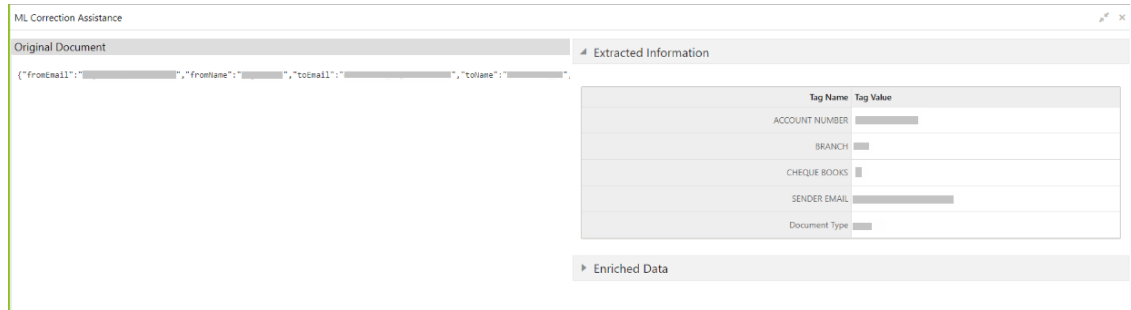 ML Correction Assistance
Original Document
{"fromEmail":" ","fromName":" ","toEmail":" ","toName":" ",
Extracted Information
Tag Name Tag Value
ACCOUNT NUMBER
BRANCH
CHEQUE BOOKS
SENDER EMAIL
Document Type
Enriched Data